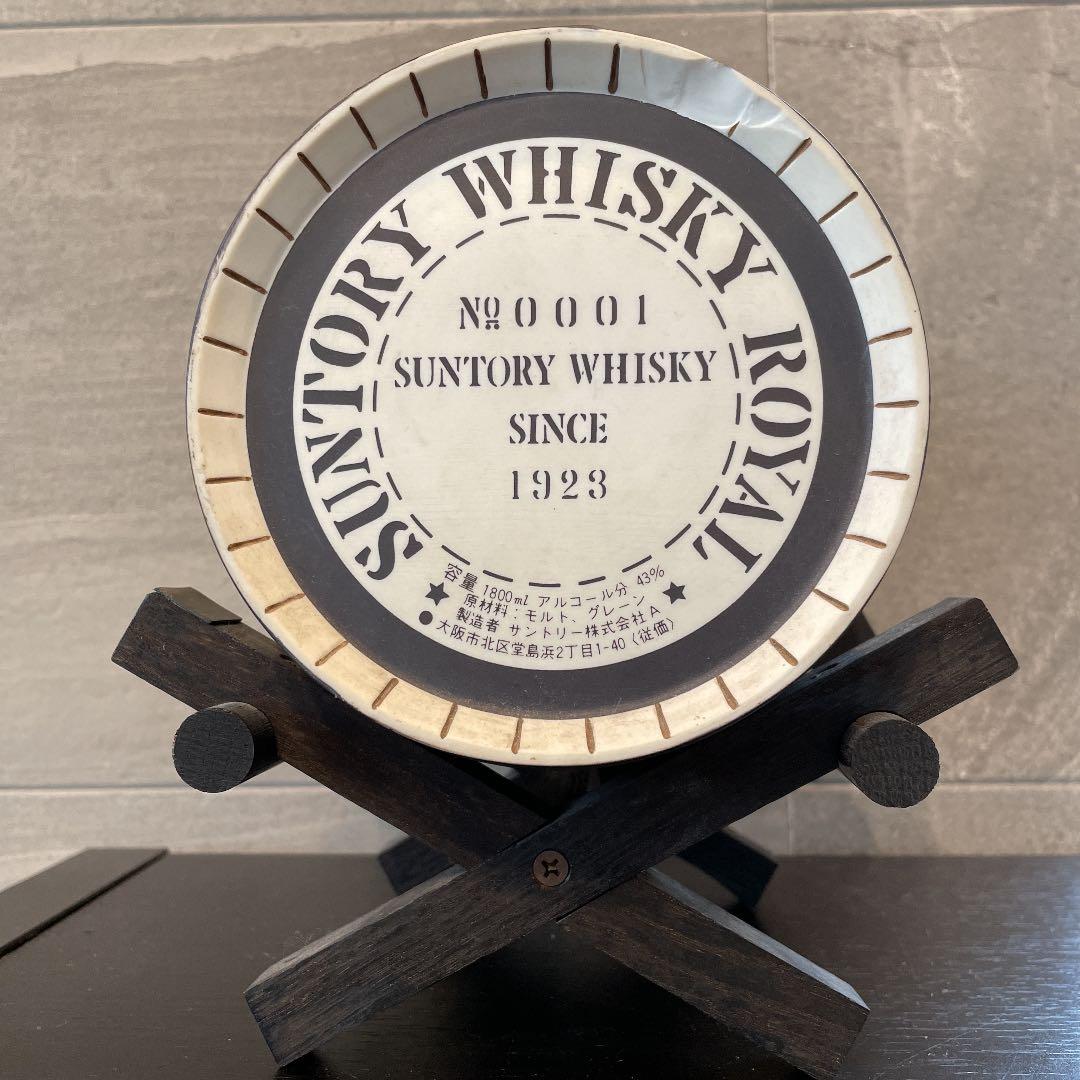 SUNTORY WHISKY ROYAL
№ 0001
SUNTORY WHISKY
SINCE
1923
容量 1800ml アルコール分 43%
★ 原材料:モルト、グレーン ★
製造者 サントリー株式会社A
●大阪市北区堂島浜2丁目1-40〈従価〉